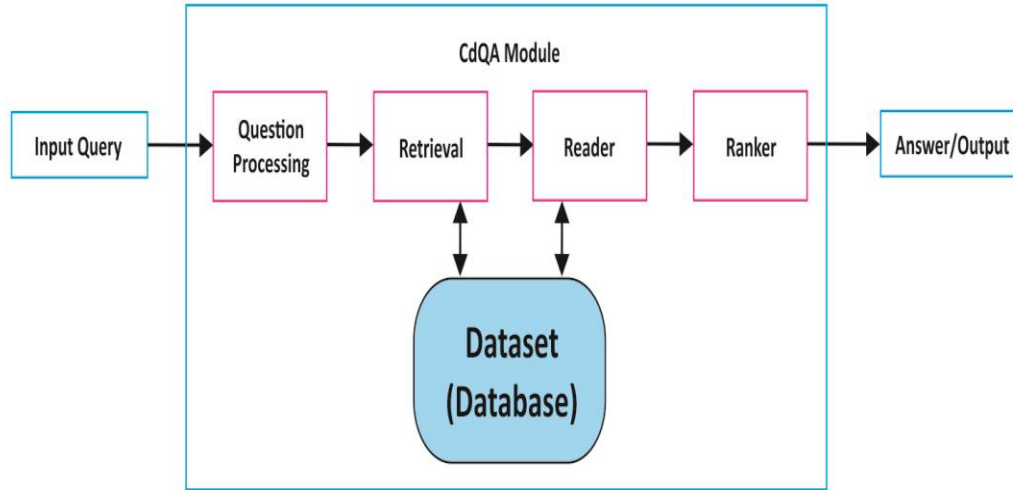 CdQA Module
Input Query
Question
Processing
Retrieval
Reader
Ranker
Answer/Output
Dataset
(Database)